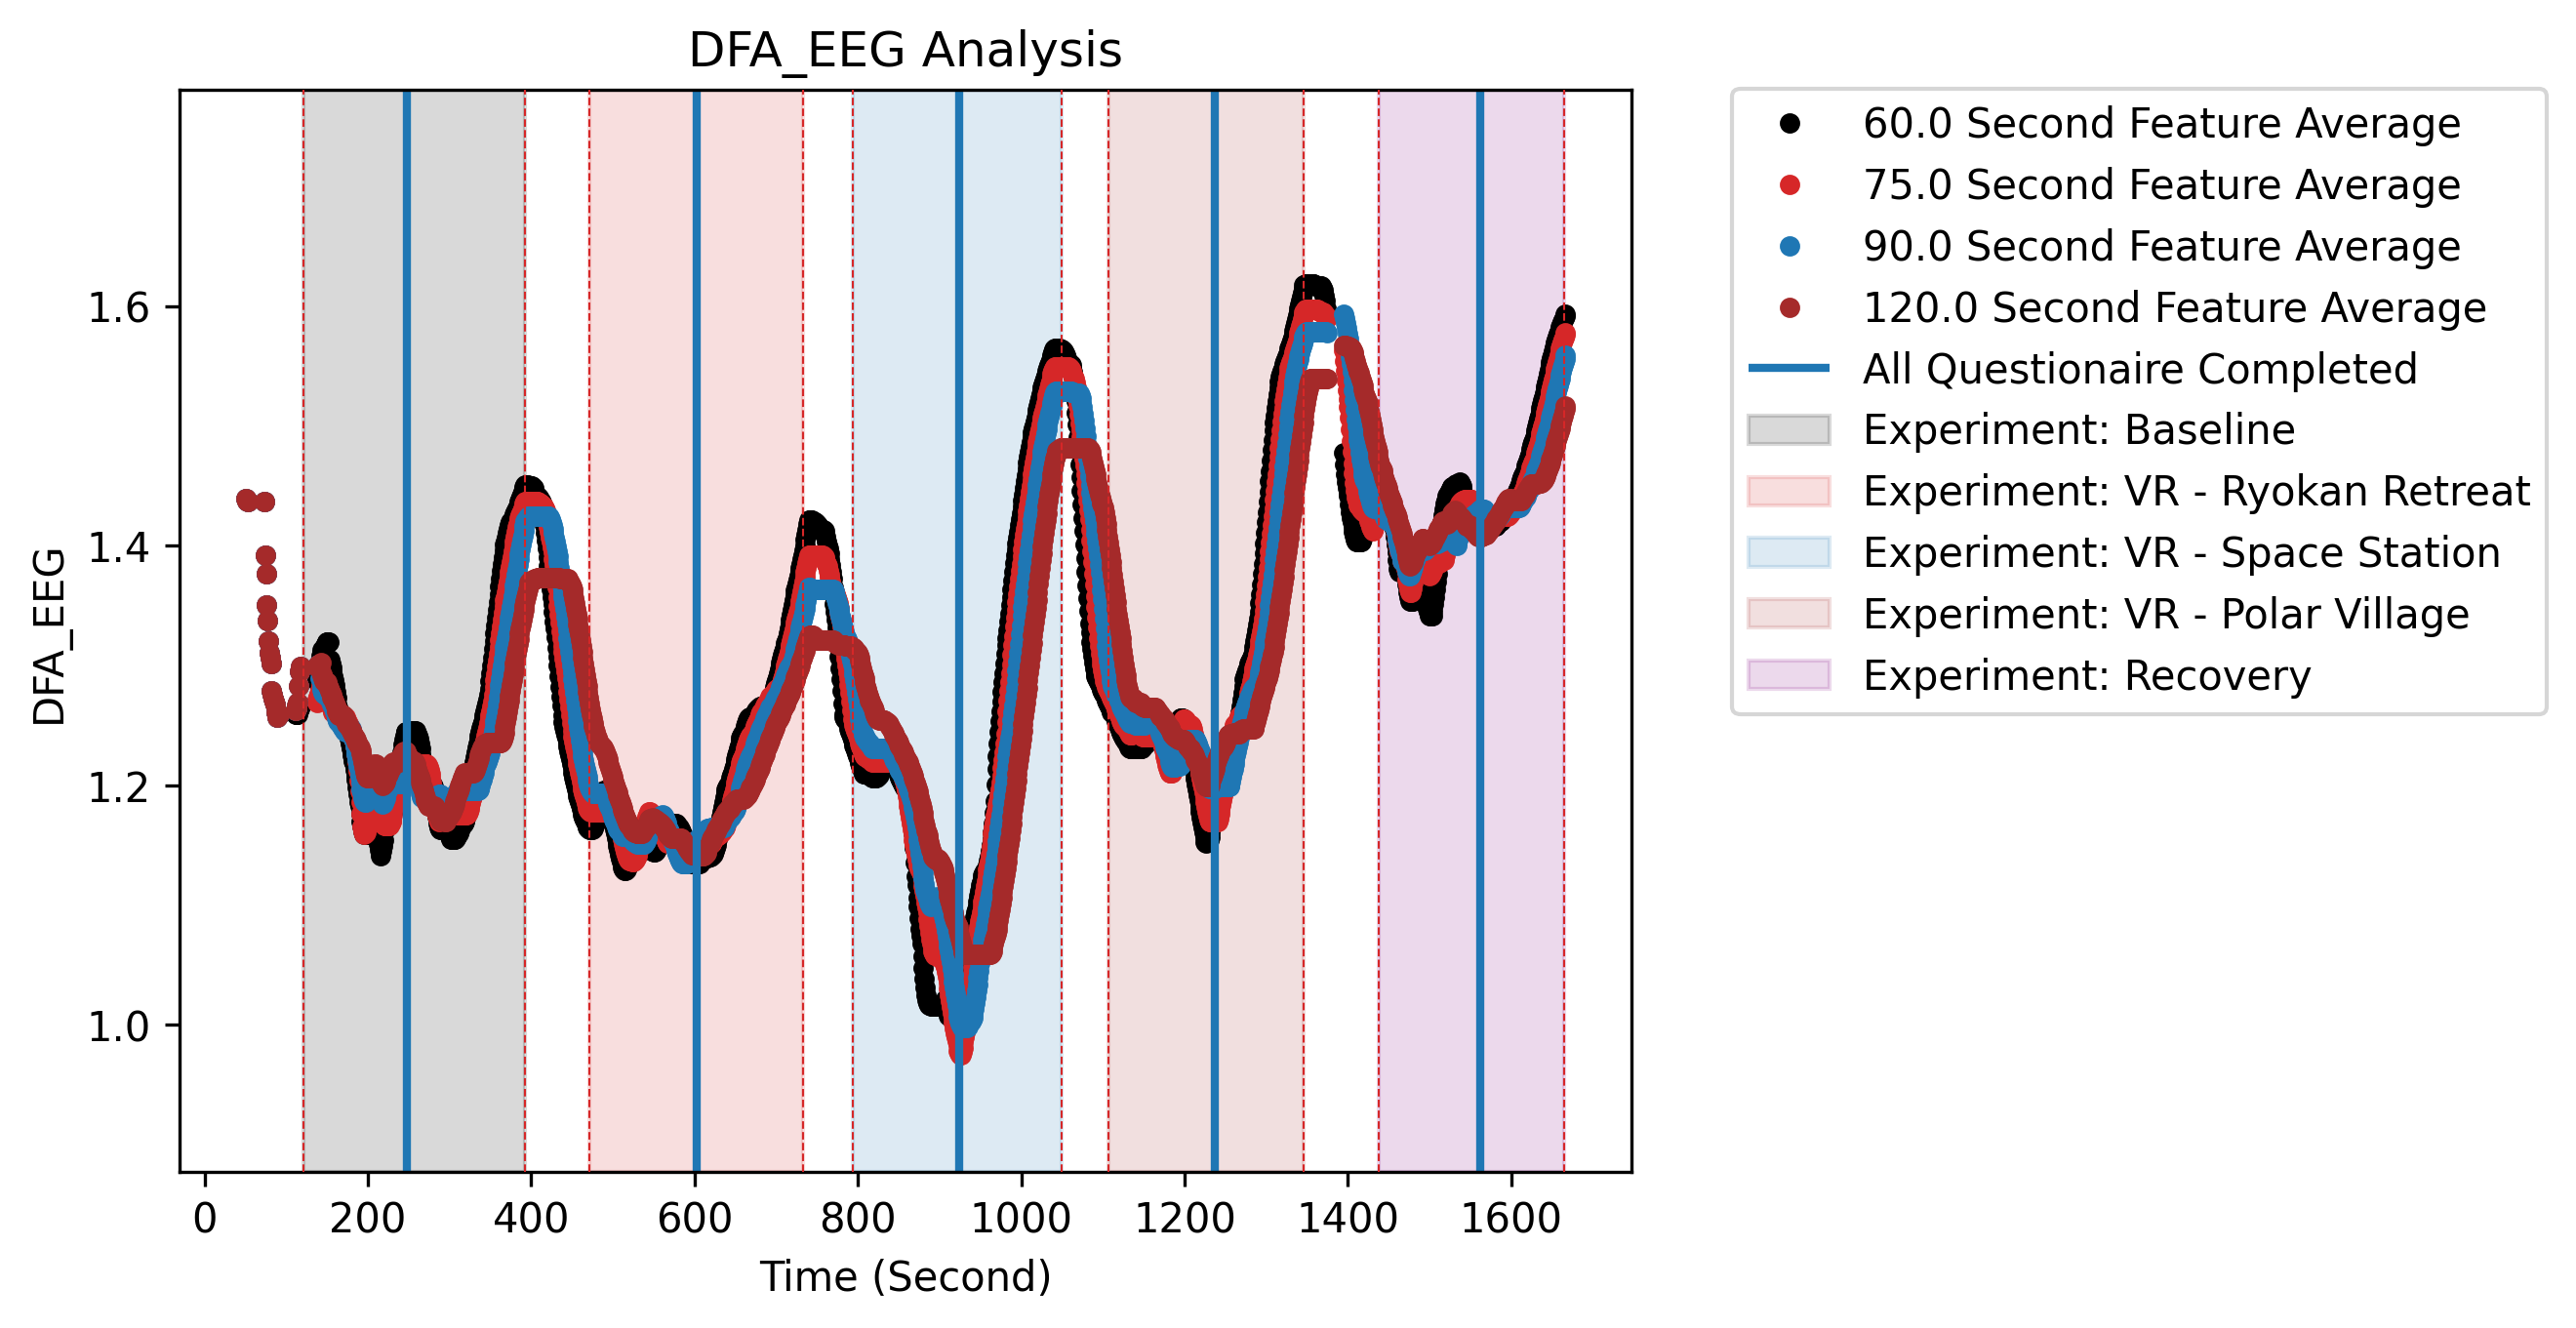 DFA_EEG Analysis
60.0 Second Feature Average
75.0 Second Feature Average
90.0 Second Feature Average
120.0 Second Feature Average
All Questionaire Completed
Experiment: Baseline
Experiment: VR - Ryokan Retreat
Experiment: VR - Space Station
Experiment: VR - Polar Village
Experiment: Recovery
DFA_EEG
1.6
1.4
1.2
1.0
0 200 400 600 800 1000 1200 1400 1600
Time (Second)